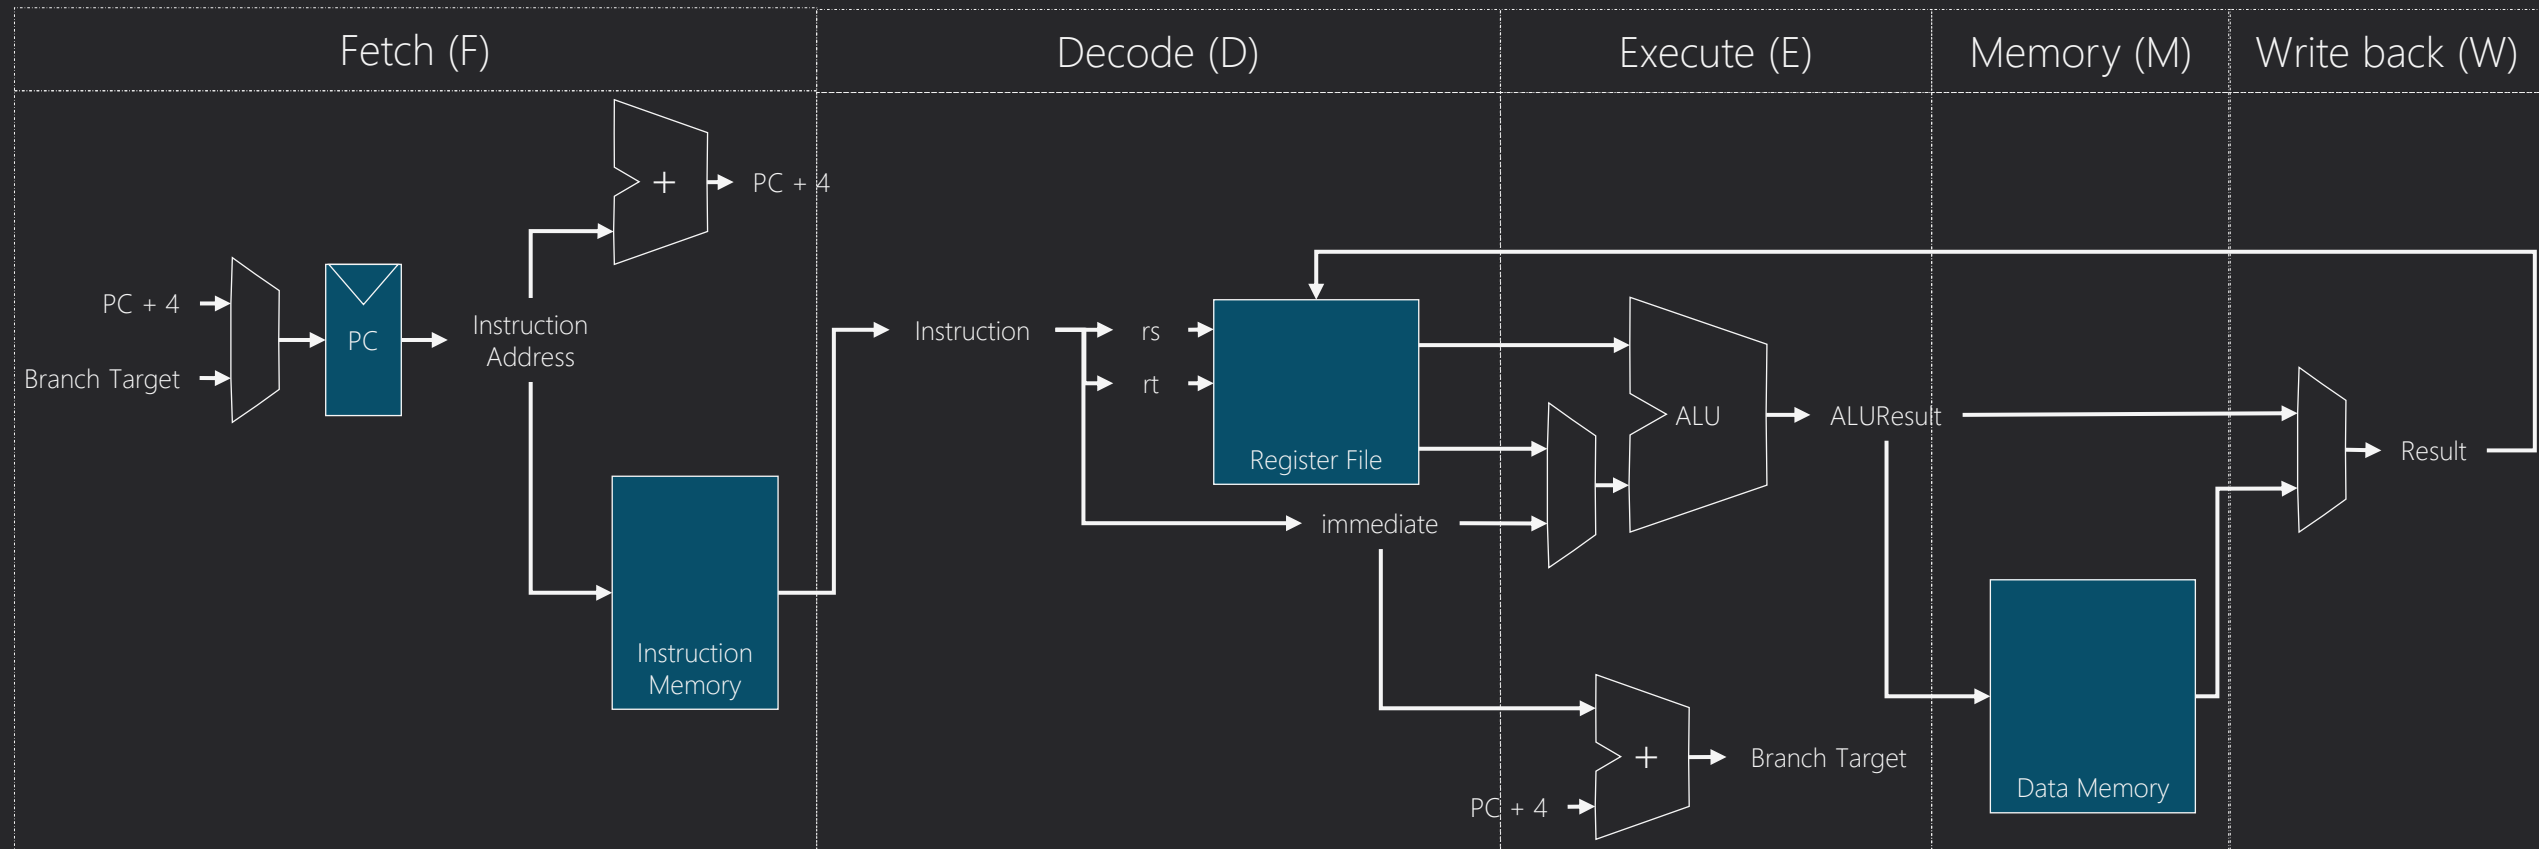 Fetch (F)
Decode (D)
Execute (E)
Memory (M)
Write back (W)
+
PC + 4
PC + 4
Branch Target
PC
Instruction
Address
Instruction
Memory
Instruction
rs
rt
Register File
immediate
ALU
ALUResult
+
PC + 4
Branch Target
Data Memory
Result